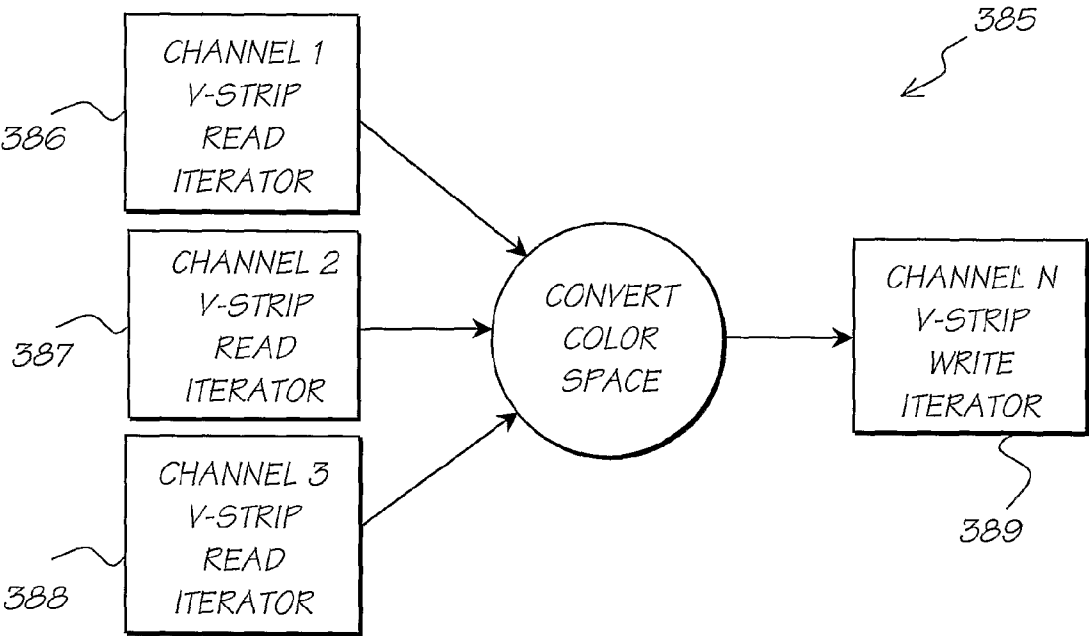 385
CHANNEL 1
V-STRIP
READ
ITERATOR
386
CHANNEL 2
V-STRIP
READ
ITERATOR
387
CHANNEL 3
V-STRIP
READ
ITERATOR
388
CONVERT
COLOR
SPACE
CHANNEL N
V-STRIP
WRITE
ITERATOR
389